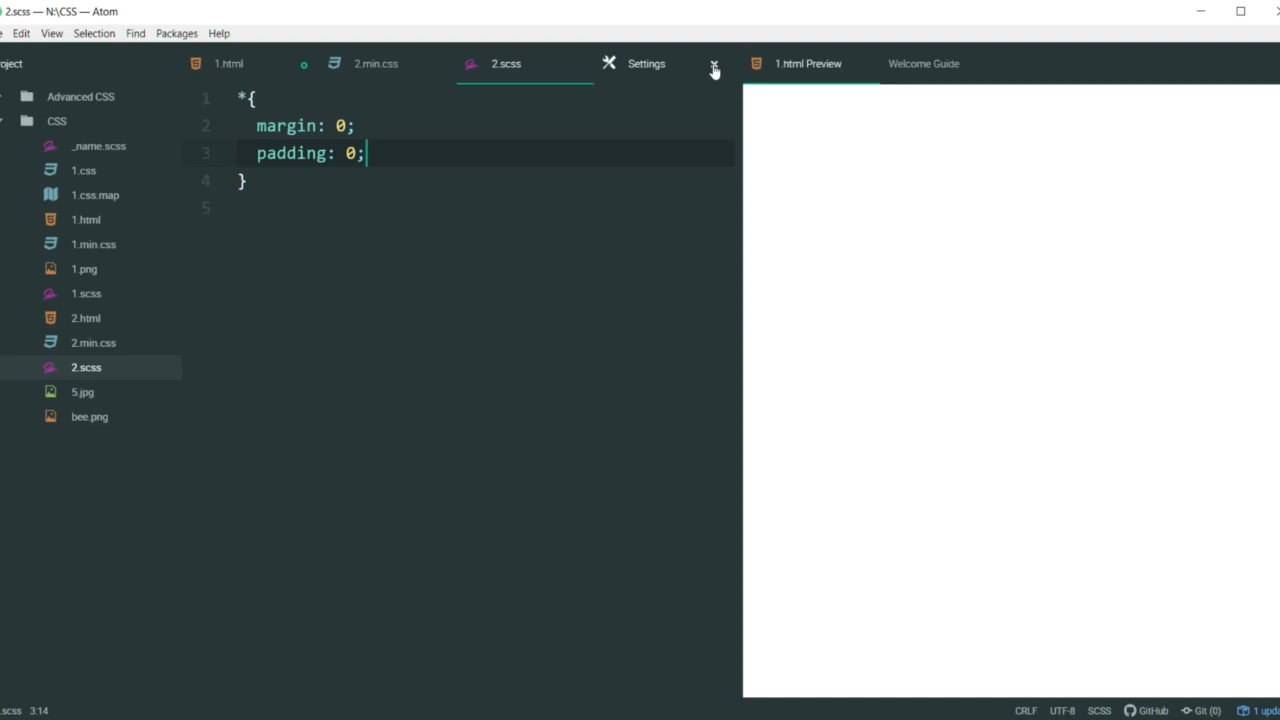 2.scss — N:\CSS — Atom
Edit View Selection Find Packages Help
oject
1.html
2.min.css
2.scss
Settings
1.html Preview
Welcome Guide
Advanced CSS
CSS
_name.scss
1.css
1.css.map
1.html
1.min.css
1.png
1.scss
2.html
2.min.css
2.scss
5.jpg
bee.png
1 *{
2 margin: 0;
3 padding: 0;
4 }
5
.scss 3:14
CRLF UTF-8 SCSS GitHub Git (0) 1 upda